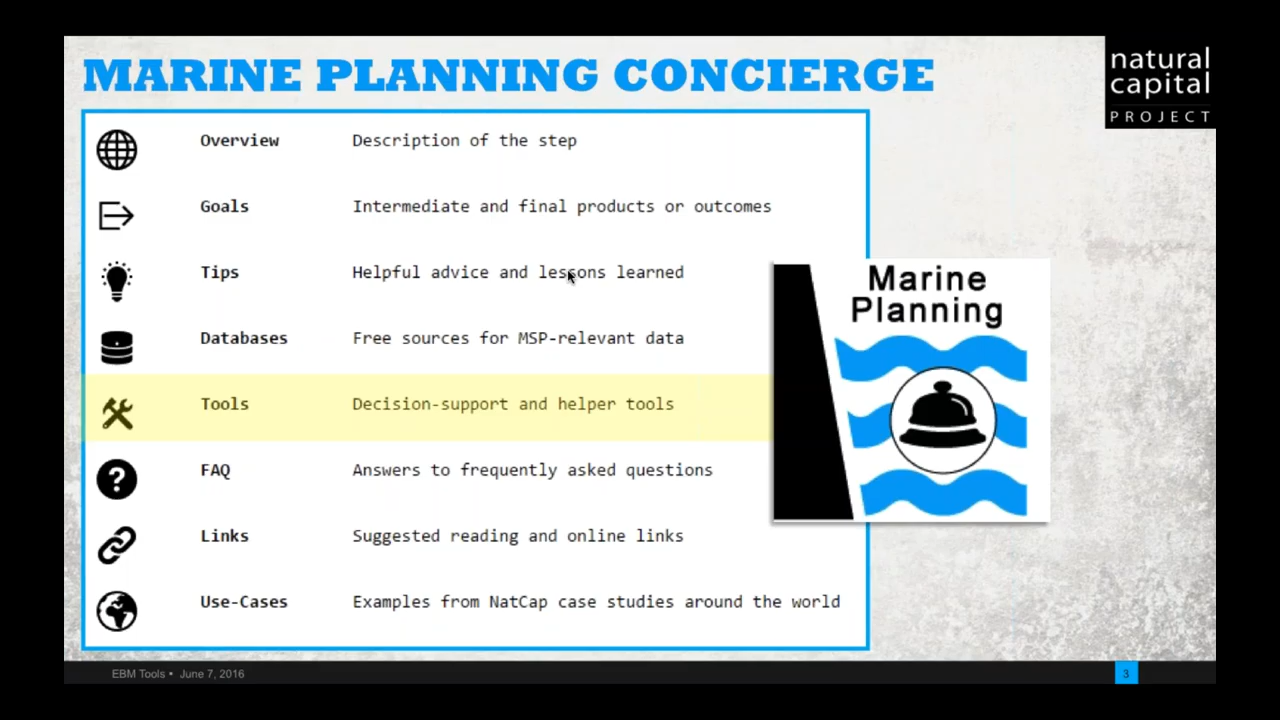 MARINE PLANNING CONCIERGE
natural
capital
PROJECT
Overview Description of the step
Goals Intermediate and final products or outcomes
Tips Helpful advice and lessons learned
Databases Free sources for MSP-relevant data
Tools Decision-support and helper tools
FAQ Answers to frequently asked questions
Links Suggested reading and online links
Use-Cases Examples from NatCap case studies around the world
Marine
Planning
EBM Tools • June 7, 2016
3